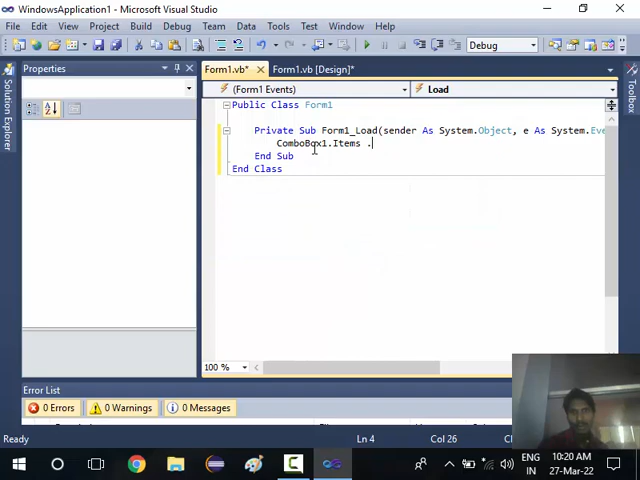 WindowsApplication1 - Microsoft Visual Studio
File Edit View Project Build Debug Team Data Tools Test Window Help
Debug
Solution Explorer
Properties
Form1.vb* Form1.vb [Design]*
(Form1 Events) Load
Toolbox
Public Class Form1
Private Sub Form1_Load(sender As System.Object, e As System.Eve
ComboBox1.Items .
End Sub
End Class
100 %
Error List
0 Errors 0 Warnings 0 Messages
Ready Ln 4 Col 26
ENG
IN
10:20 AM
27-Mar-22